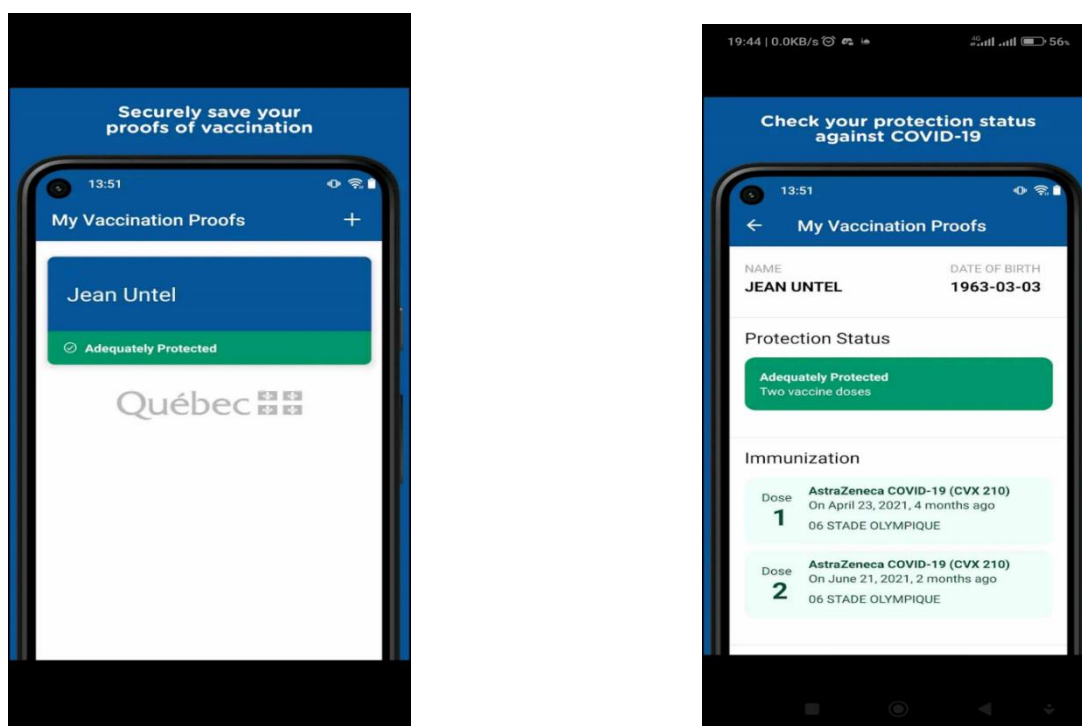 Securely save your
proofs of vaccination
13:51
My Vaccination Proofs +
Jean Untel
Adequately Protected
Québec
19:44 | 0.0KB/s 4G 56%
Check your protection status
against COVID-19
13:51
My Vaccination Proofs
NAME DATE OF BIRTH
JEAN UNTEL 1963-03-03
Protection Status
Adequately Protected
Two vaccine doses
Immunization
Dose 1
AstraZeneca COVID-19 (CVX 210)
On April 23, 2021, 4 months ago
06 STADE OLYMPIQUE
Dose 2
AstraZeneca COVID-19 (CVX 210)
On June 21, 2021, 2 months ago
06 STADE OLYMPIQUE